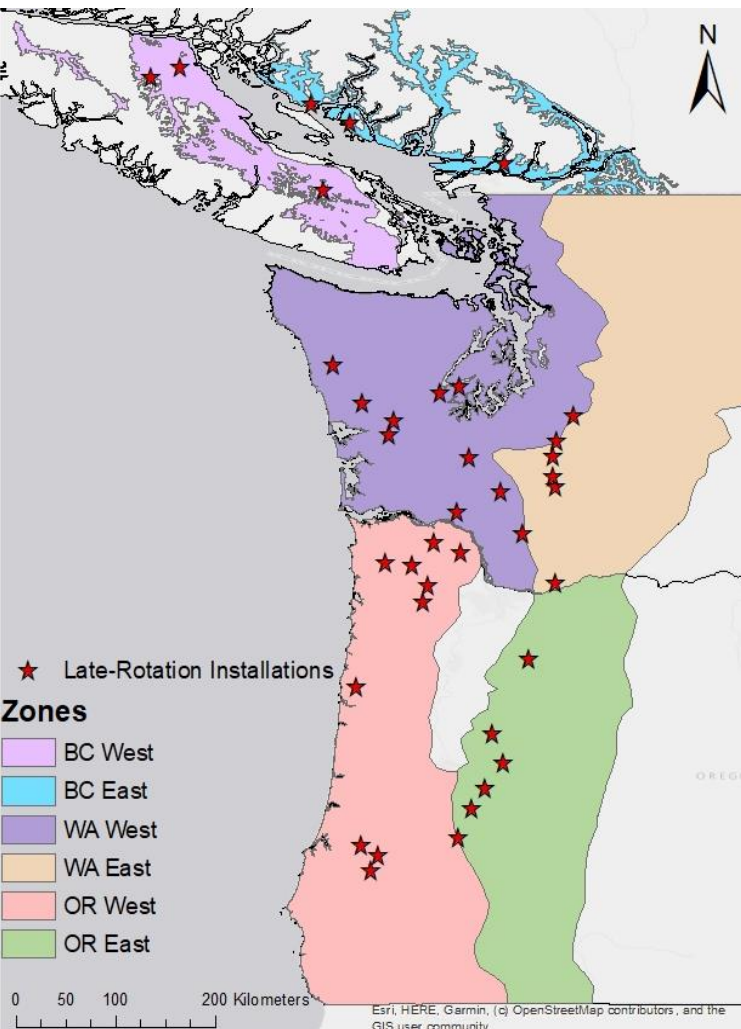 N
Late-Rotation Installations
Zones
BC West
BC East
WA West
WA East
OR West
OR East
OREG
0 50 100 200 Kilometers
Esri, HERE, Garmin, (c) OpenStreetMap contributors, and the
GIS user community